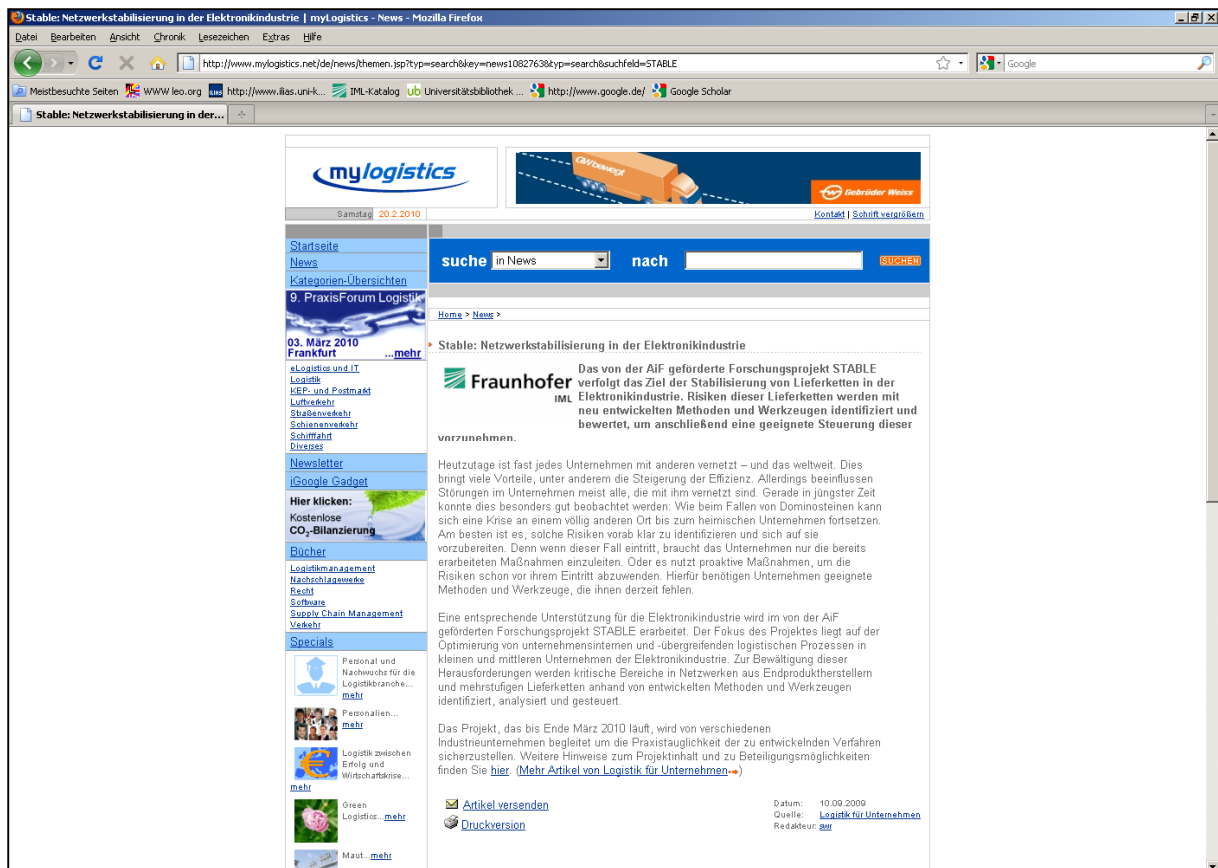 Stable: Netzwerkstabilisierung in der Elektronikindustrie | myLogistics - News - Mozilla Firefox
Datei Bearbeiten Ansicht Chronik Lesezeichen Extras Hilfe
http://www.mylogistics.net/de/news/themen.jsp?typ=search&key=news1082763&typ=search&suchfeld=STABLE
Google
Meistbesuchte Seiten WWW leo.org http://www.ilias.uni-k... IML-Katalog Universitätsbibliothek ... http://www.google.de/ Google Scholar
Stable: Netzwerkstabilisierung in der...
mylogistics
GW bewegt
Gebrüder Weiss
Samstag 20.2.2010
Kontakt | Schrift vergrößern
Startseite
News
Kategorien-Übersichten
9. PraxisForum Logistik
03. März 2010
Frankfurt ...mehr
eLogistics und IT
Logistik
KEP- und Postmarkt
Luftverkehr
Straßenverkehr
Schienenverkehr
Schifffahrt
Diverses
Newsletter
iGoogle Gadget
Hier klicken:
Kostenlose
CO2-Bilanzierung
Bücher
Logistikmanagement
Nachschlagewerke
Recht
Software
Supply Chain Management
Verkehr
Specials
Personal und
Nachwuchs für die
Logistikbranche...
mehr
Personalien...
mehr
Logistik zwischen
Erfolg und
Wirtschaftskrise...
mehr
Green
Logistics...mehr
Maut...mehr
suche in News nach SUCHEN
Home > News >
Stable: Netzwerkstabilisierung in der Elektronikindustrie
Fraunhofer
IML
Das von der AiF geförderte Forschungsprojekt STABLE
verfolgt das Ziel der Stabilisierung von Lieferketten in der
Elektronikindustrie. Risiken dieser Lieferketten werden mit
neu entwickelten Methoden und Werkzeugen identifiziert und
bewertet, um anschließend eine geeignete Steuerung dieser
vorzunehmen.
Heutzutage ist fast jedes Unternehmen mit anderen vernetzt – und das weltweit. Dies
bringt viele Vorteile, unter anderem die Steigerung der Effizienz. Allerdings beeinflussen
Störungen im Unternehmen meist alle, die mit ihm vernetzt sind. Gerade in jüngster Zeit
konnte dies besonders gut beobachtet werden: Wie beim Fallen von Dominosteinen kann
sich eine Krise an einem völlig anderen Ort bis zum heimischen Unternehmen fortsetzen.
Am besten ist es, solche Risiken vorab klar zu identifizieren und sich auf sie
vorzubereiten. Denn wenn dieser Fall eintritt, braucht das Unternehmen nur die bereits
erarbeiteten Maßnahmen einzuleiten. Oder es nutzt proaktive Maßnahmen, um die
Risiken schon vor ihrem Eintritt abzuwenden. Hierfür benötigen Unternehmen geeignete
Methoden und Werkzeuge, die ihnen derzeit fehlen.
Eine entsprechende Unterstützung für die Elektronikindustrie wird im von der AiF
geförderten Forschungsprojekt STABLE erarbeitet. Der Fokus des Projektes liegt auf der
Optimierung von unternehmensinternen und -übergreifenden logistischen Prozessen in
kleinen und mittleren Unternehmen der Elektronikindustrie. Zur Bewältigung dieser
Herausforderungen werden kritische Bereiche in Netzwerken aus Endproduktherstellern
und mehrstufigen Lieferketten anhand von entwickelten Methoden und Werkzeugen
identifiziert, analysiert und gesteuert.
Das Projekt, das bis Ende März 2010 läuft, wird von verschiedenen
Industrieunternehmen begleitet um die Praxistauglichkeit der zu entwickelnden Verfahren
sicherzustellen. Weitere Hinweise zum Projektinhalt und zu Beteiligungsmöglichkeiten
finden Sie hier. (Mehr Artikel von Logistik für Unternehmen)
Artikel versenden
Druckversion
Datum: 10.09.2009
Quelle: Logistik für Unternehmen
Redakteur: awr